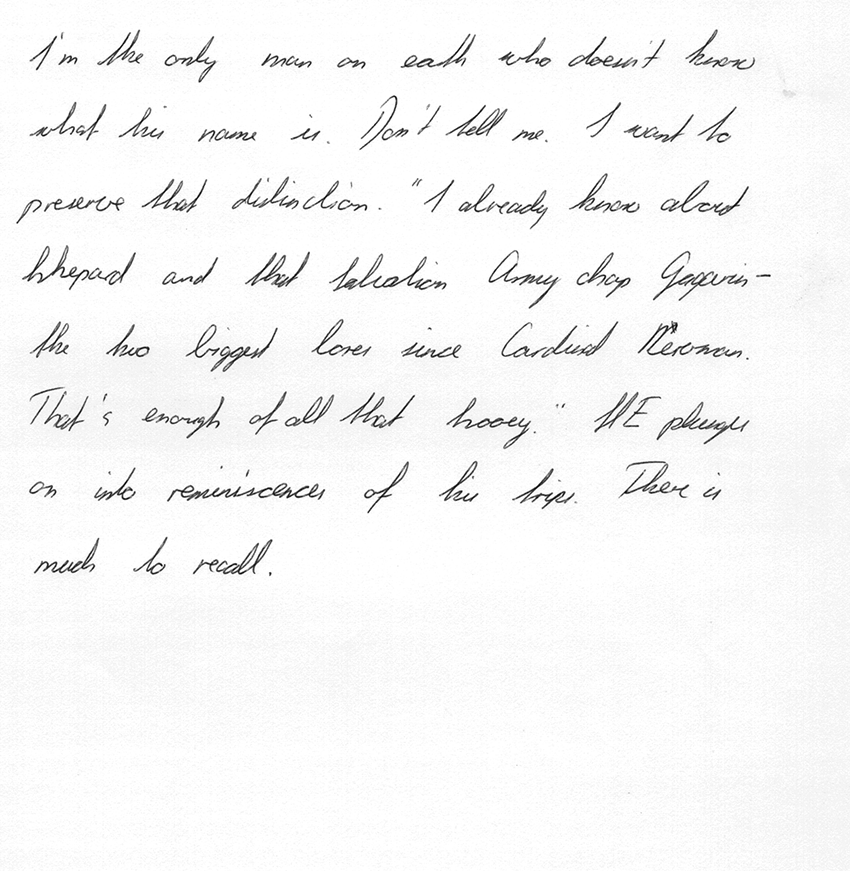 I'm the only man on earth who doesn't know
what his name is. Don't tell me. I want to
preserve that distinction. "I already know about
Shepard and that Salvation Army chap Gagarin-
the two biggest bores since Cardinal Newman.
That's enough of all that hooey." HE plunges
on into reminiscences of his trips. There is
much to recall.